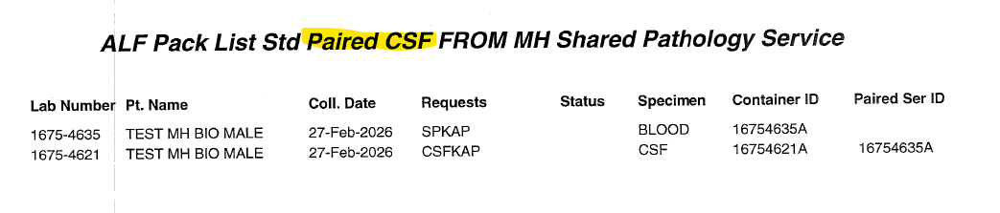 ALF Pack List Std Paired CSF FROM MH Shared Pathology Service
Lab Number Pt. Name Coll. Date Requests Status Specimen Container ID Paired Ser ID
1675-4635 TEST MH BIO MALE 27-Feb-2026 SPKAP BLOOD 16754635A
1675-4621 TEST MH BIO MALE 27-Feb-2026 CSFKAP CSF 16754621A 16754635A